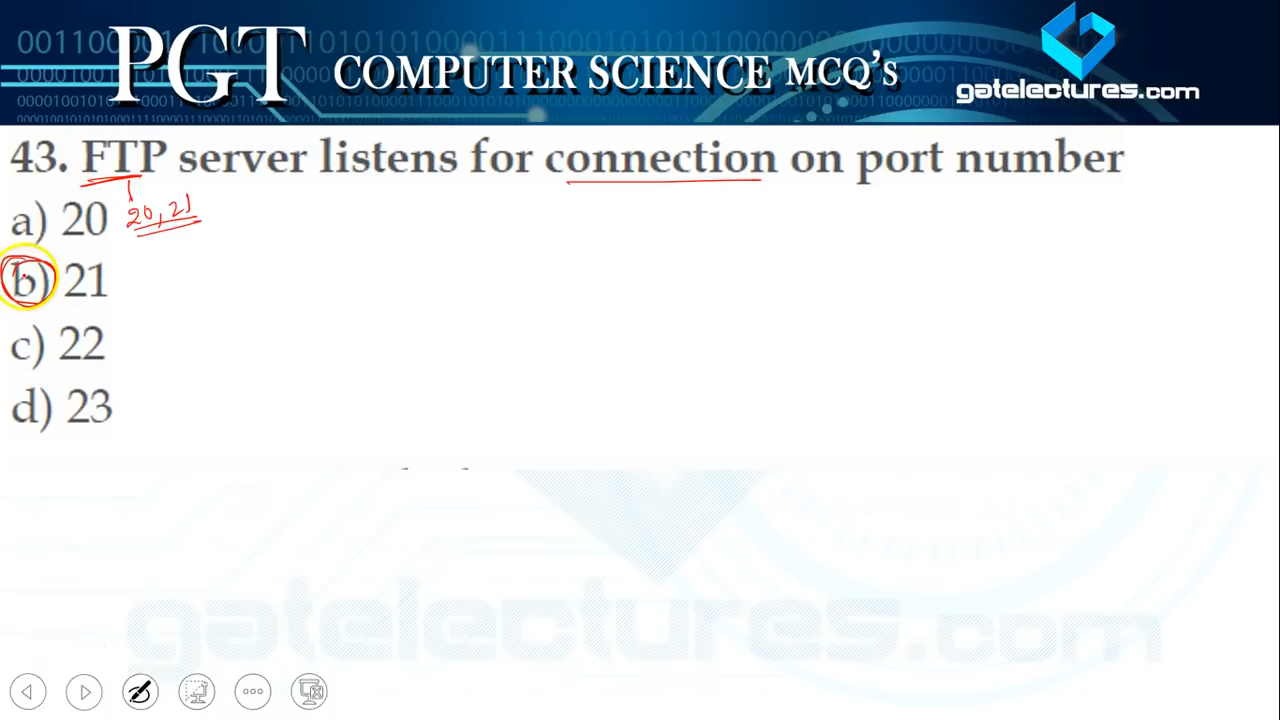 PGT COMPUTER SCIENCE MCQ's
gatelectures.com
43. FTP server listens for connection on port number
a) 20
20, 21
b) 21
c) 22
d) 23
gatelectures.com